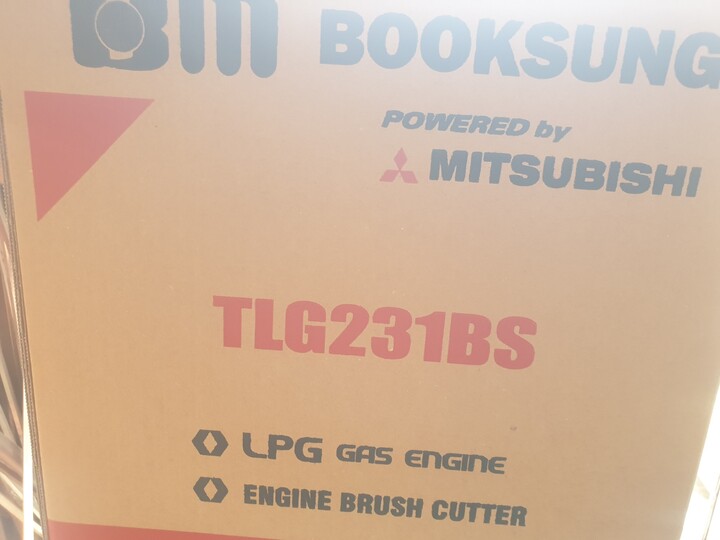 BM BOOKSUNG
POWERED by
MITSUBISHI
TLG231BS
LPG GAS ENGINE
ENGINE BRUSH CUTTER